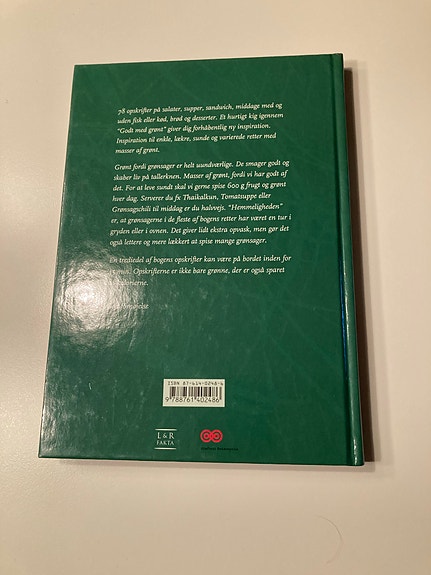 78 opskrifter på salater, supper, sandwich, middage med og
uden fisk eller kød, brød og desserter. Et hurtigt kig igennem
"Godt med grønt" giver dig forhåbentlig ny inspiration.
Inspiration til enkle, lækre, sunde og varierede retter med
masser af grønt.
Grønt fordi grønsager er helt uundværlige. De smager godt og
skaber liv på tallerknen. Masser af grønt, fordi vi har godt af
det. For at leve sundt skal vi gerne spise 600 g frugt og grønt
hver dag. Serverer du fx Thaikalkun, Tomatsuppe eller
Grønsagschili til middag er du halvvejs. "Hemmeligheden"
er, at grønsagerne i de fleste af bogens retter har været en tur i
gryden eller i ovnen. Det giver lidt ekstra opvask, men gør det
også lettere og mere lækkert at spise mange grønsager.
En trediedel af bogens opskrifter kan være på bordet inden for
min. Opskrifterne er ikke bare grønne, der er også sparet
ISBN 87-614-0248-6
9 788761 402486
L & R
FAKTA